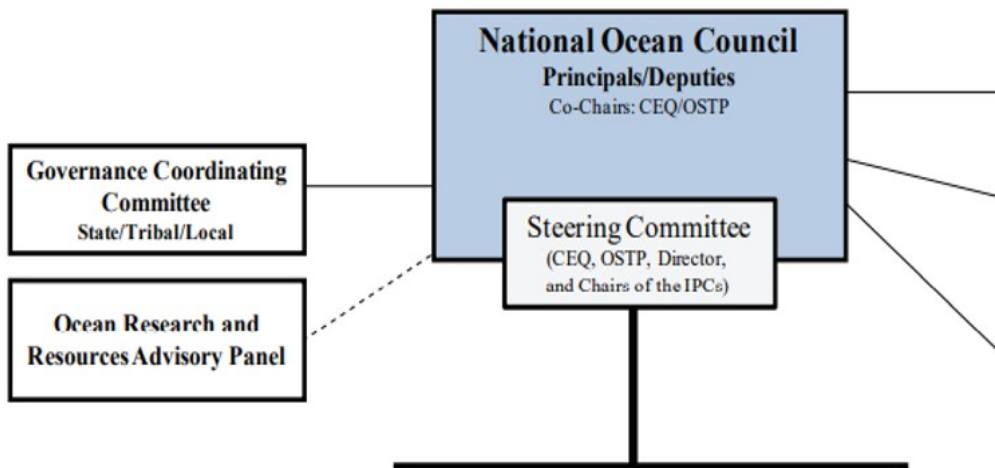 National Ocean Council
Principals/Deputies
Co-Chairs: CEQ/OSTP
Governance Coordinating
Committee
State/Tribal/Local
Steering Committee
(CEQ, OSTP, Director,
and Chairs of the IPCs)
Ocean Research and
Resources Advisory Panel